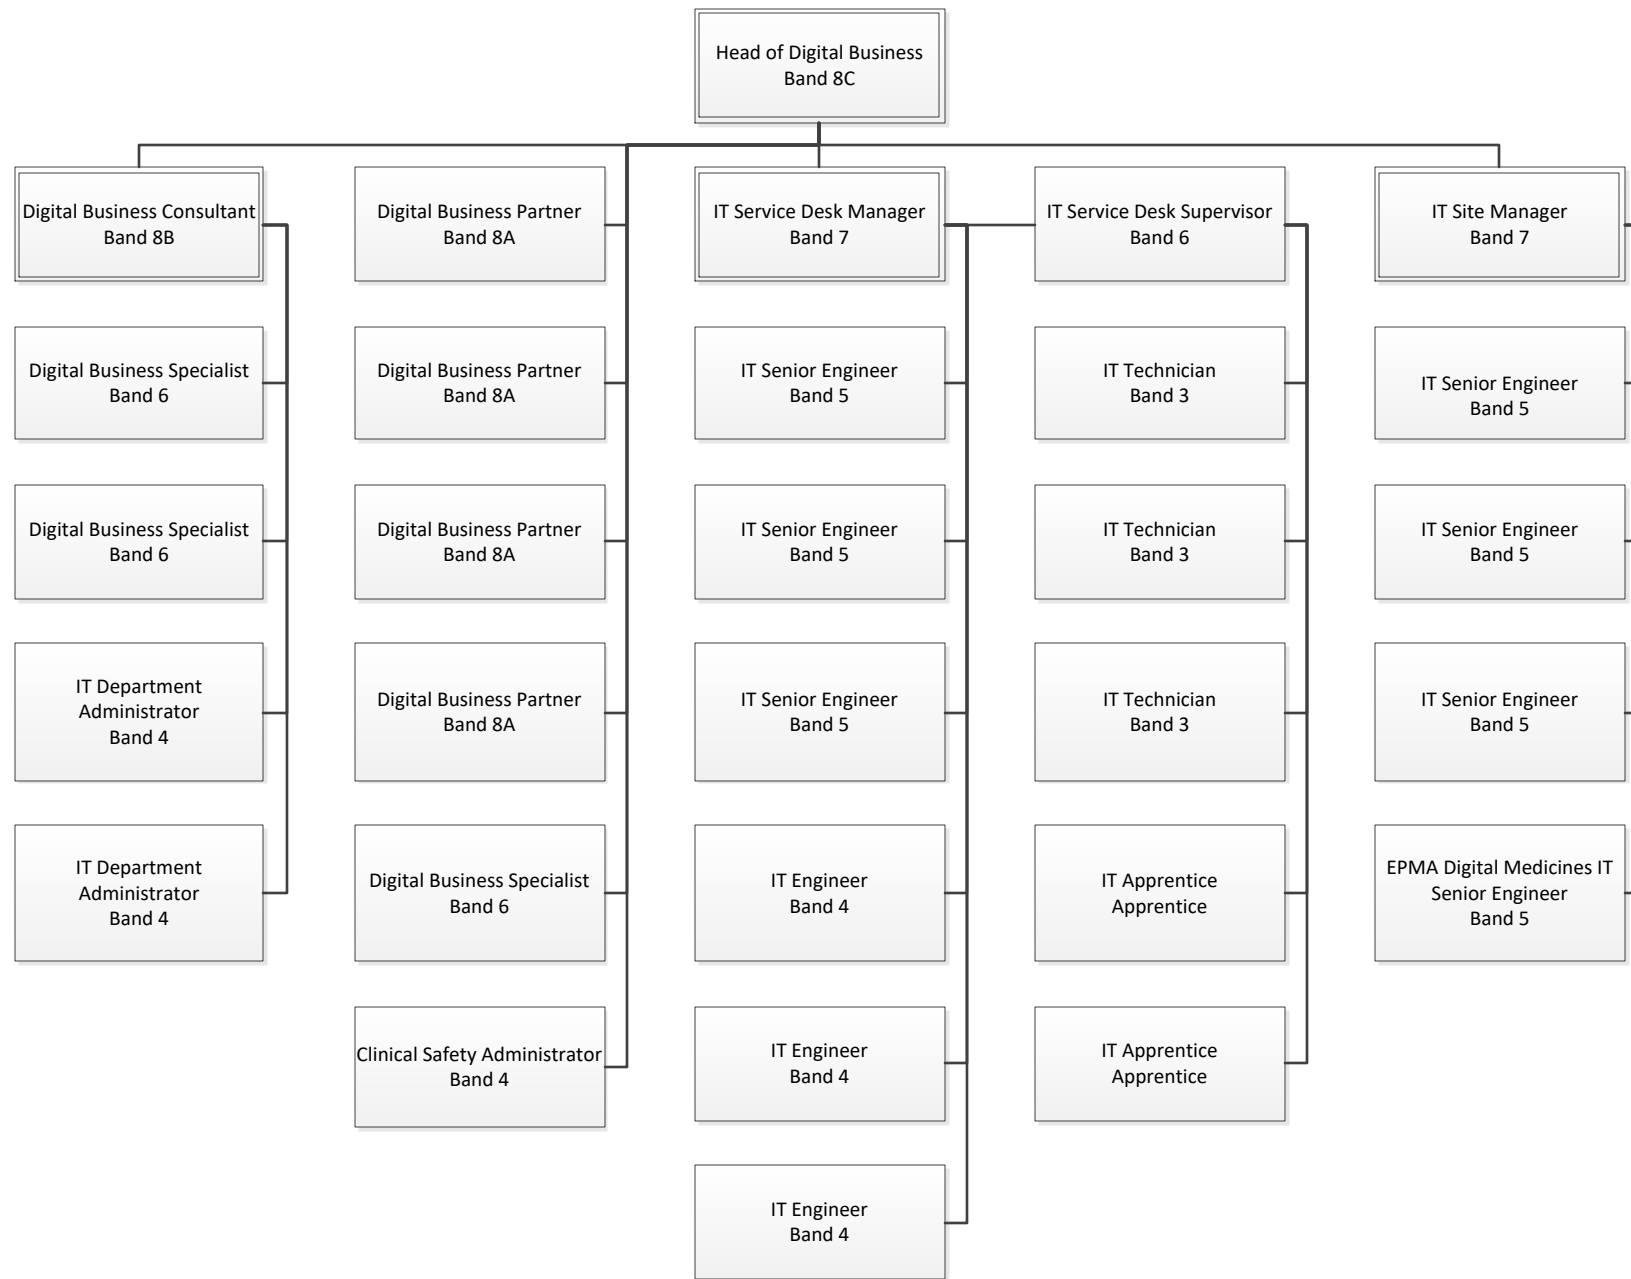 Head of Digital Business
Band 8C
Digital Business Consultant
Band 8B
Digital Business Partner
Band 8A
IT Service Desk Manager
Band 7
IT Service Desk Supervisor
Band 6
IT Site Manager
Band 7
Digital Business Specialist
Band 6
Digital Business Partner
Band 8A
IT Senior Engineer
Band 5
IT Technician
Band 3
IT Senior Engineer
Band 5
Digital Business Specialist
Band 6
Digital Business Partner
Band 8A
IT Senior Engineer
Band 5
IT Technician
Band 3
IT Senior Engineer
Band 5
IT Department
Administrator
Band 4
Digital Business Partner
Band 8A
IT Senior Engineer
Band 5
IT Technician
Band 3
IT Senior Engineer
Band 5
IT Department
Administrator
Band 4
Digital Business Specialist
Band 6
IT Engineer
Band 4
IT Apprentice
Apprentice
EPMA Digital Medicines IT
Senior Engineer
Band 5
Clinical Safety Administrator
Band 4
IT Engineer
Band 4
IT Apprentice
Apprentice
IT Engineer
Band 4